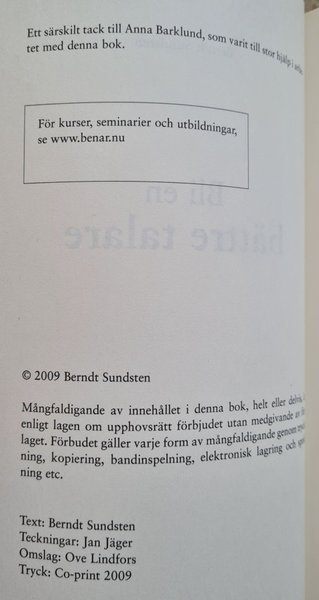 Ett särskilt tack till Anna Barklund, som varit till stor hjälp i
tet med denna bok.
För kurser, seminarier och utbildningar,
se www.benar.nu
Bli en
bättre talare
© 2009 Berndt Sundsten
Mångfaldigande av innehållet i denna bok, helt eller delvis,
enligt lagen om upphovsrätt förbjudet utan medgivande av
laget. Förbudet gäller varje form av mångfaldigande genom
ning, kopiering, bandinspelning, elektronisk lagring och
ning etc.
Text: Berndt Sundsten
Teckningar: Jan Jäger
Omslag: Ove Lindfors
Tryck: Co-print 2009